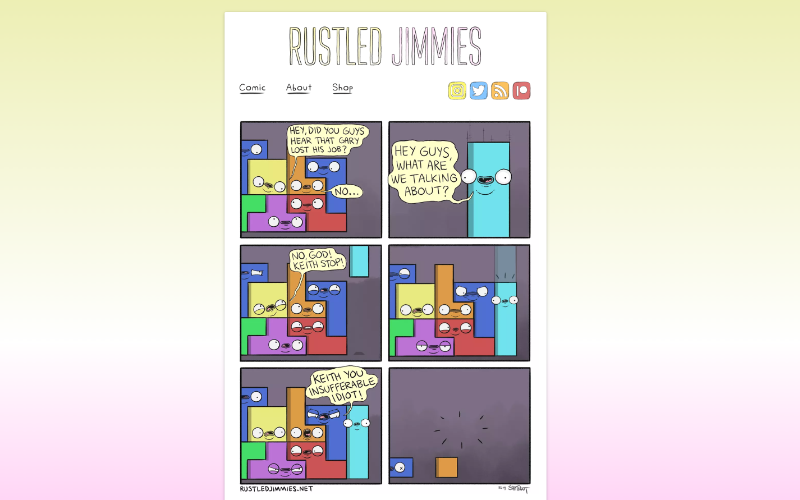 RUSTLED JIMMIES
Comic About Shop
HEY, DID YOU GUYS
HEAR THAT GARY
LOST HIS JOB?
NO...
HEY GUYS,
WHAT ARE
WE TALKING
ABOUT?
NO, GOD!
KEITH STOP!
KEITH YOU
INSUFFERABLE
IDIOT!
RUSTLEDJIMMIES.NET